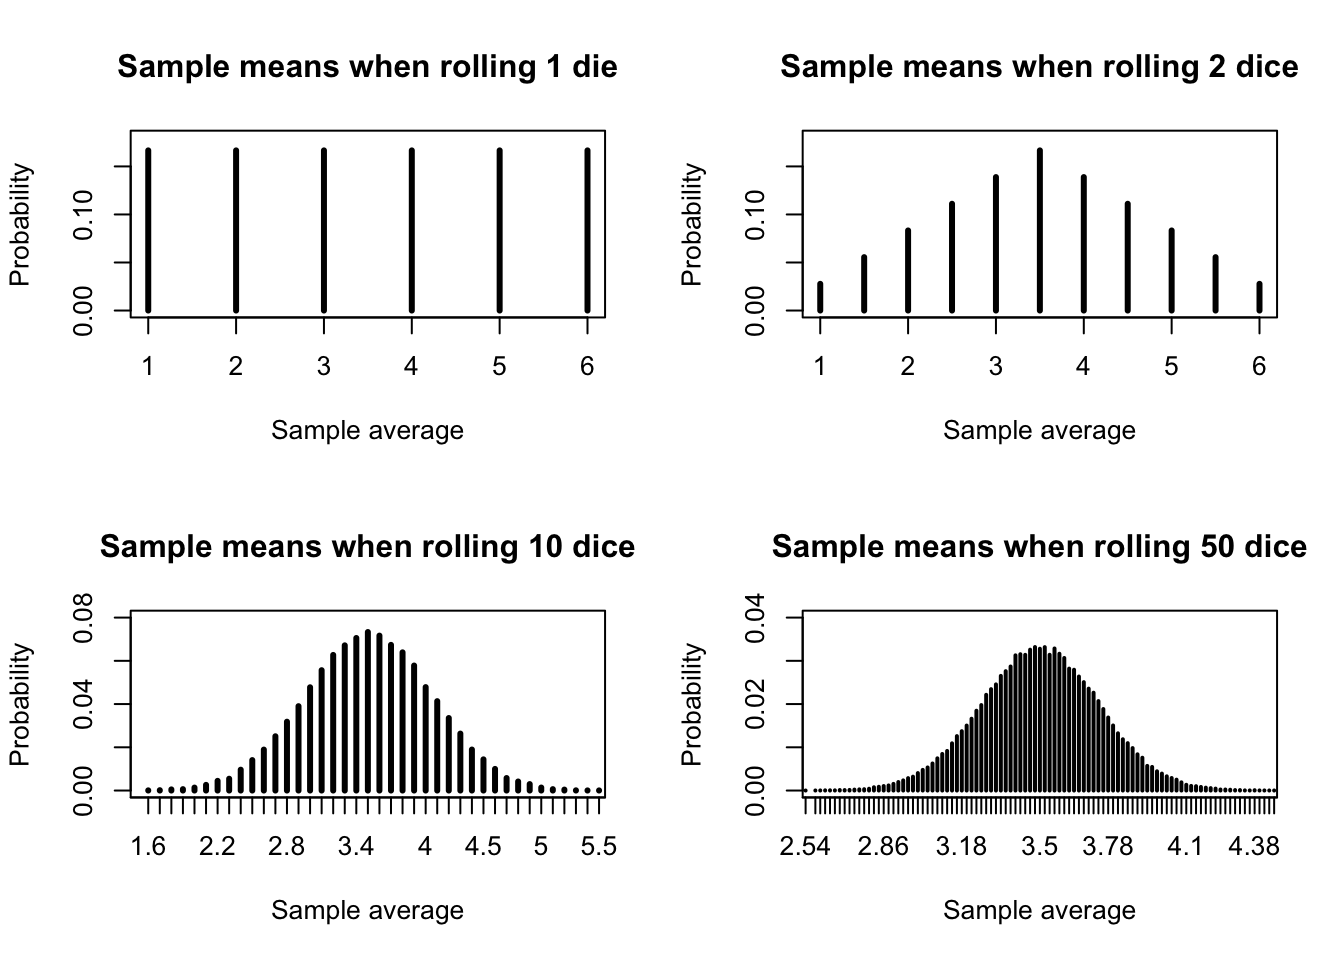 Sample means when rolling 1 die
Probability
0.10
0.00
1 2 3 4 5 6
Sample average
Sample means when rolling 2 dice
Probability
0.10
0.00
1 2 3 4 5 6
Sample average
Sample means when rolling 10 dice
Probability
0.08
0.04
0.00
1.6 2.2 2.8 3.4 4 4.5 5 5.5
Sample average
Sample means when rolling 50 dice
Probability
0.04
0.02
0.00
2.54 2.86 3.18 3.5 3.78 4.1 4.38
Sample average